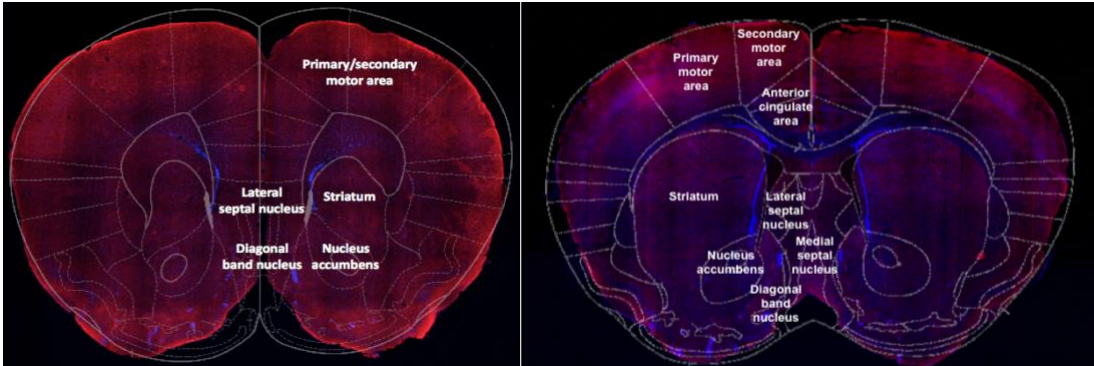 Primary/secondary
motor area
Lateral
septal nucleus
Striatum
Diagonal
band nucleus
Nucleus
accumbens
Secondary
motor area
Primary
motor area
Anterior
cingulate area
Striatum
Lateral
septal
nucleus
Nucleus
accumbens
Medial
septal
nucleus
Diagonal
band
nucleus